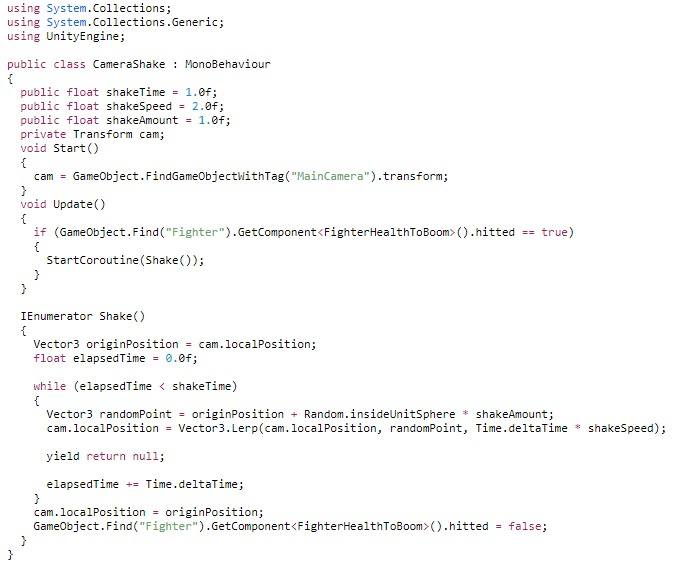 using System.Collections;
using System.Collections.Generic;
using UnityEngine;

public class CameraShake : MonoBehaviour
{
  public float shakeTime = 1.0f;
  public float shakeSpeed = 2.0f;
  public float shakeAmount = 1.0f;
  private Transform cam;
  void Start()
  {
    cam = GameObject.FindGameObjectWithTag("MainCamera").transform;
  }
  void Update()
  {
    if (GameObject.Find("Fighter").GetComponent<FighterHealthToBoom>().hitted == true)
    {
      StartCoroutine(Shake());
    }
  }

  IEnumerator Shake()
  {
    Vector3 originPosition = cam.localPosition;
    float elapsedTime = 0.0f;

    while (elapsedTime < shakeTime)
    {
      Vector3 randomPoint = originPosition + Random.insideUnitSphere * shakeAmount;
      cam.localPosition = Vector3.Lerp(cam.localPosition, randomPoint, Time.deltaTime * shakeSpeed);

      yield return null;

      elapsedTime += Time.deltaTime;
    }
    cam.localPosition = originPosition;
    GameObject.Find("Fighter").GetComponent<FighterHealthToBoom>().hitted = false;
  }
}